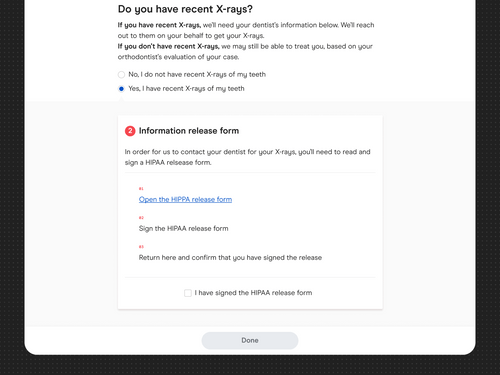 Do you have recent X-rays?
If you have recent X-rays, we'll need your dentist's information below. We'll reach
out to them on your behalf to get your X-rays.
If you don't have recent X-rays, we may still be able to treat you, based on your
orthodontist's evaluation of your case.
No, I do not have recent X-rays of my teeth
Yes, I have recent X-rays of my teeth
2 Information release form
In order for us to contact your dentist for your X-rays, you'll need to read and
sign a HIPAA relsease form.
#1
Open the HIPPA release form
#2
Sign the HIPAA release form
#3
Return here and confirm that you have signed the release
I have signed the HIPAA release form
Done